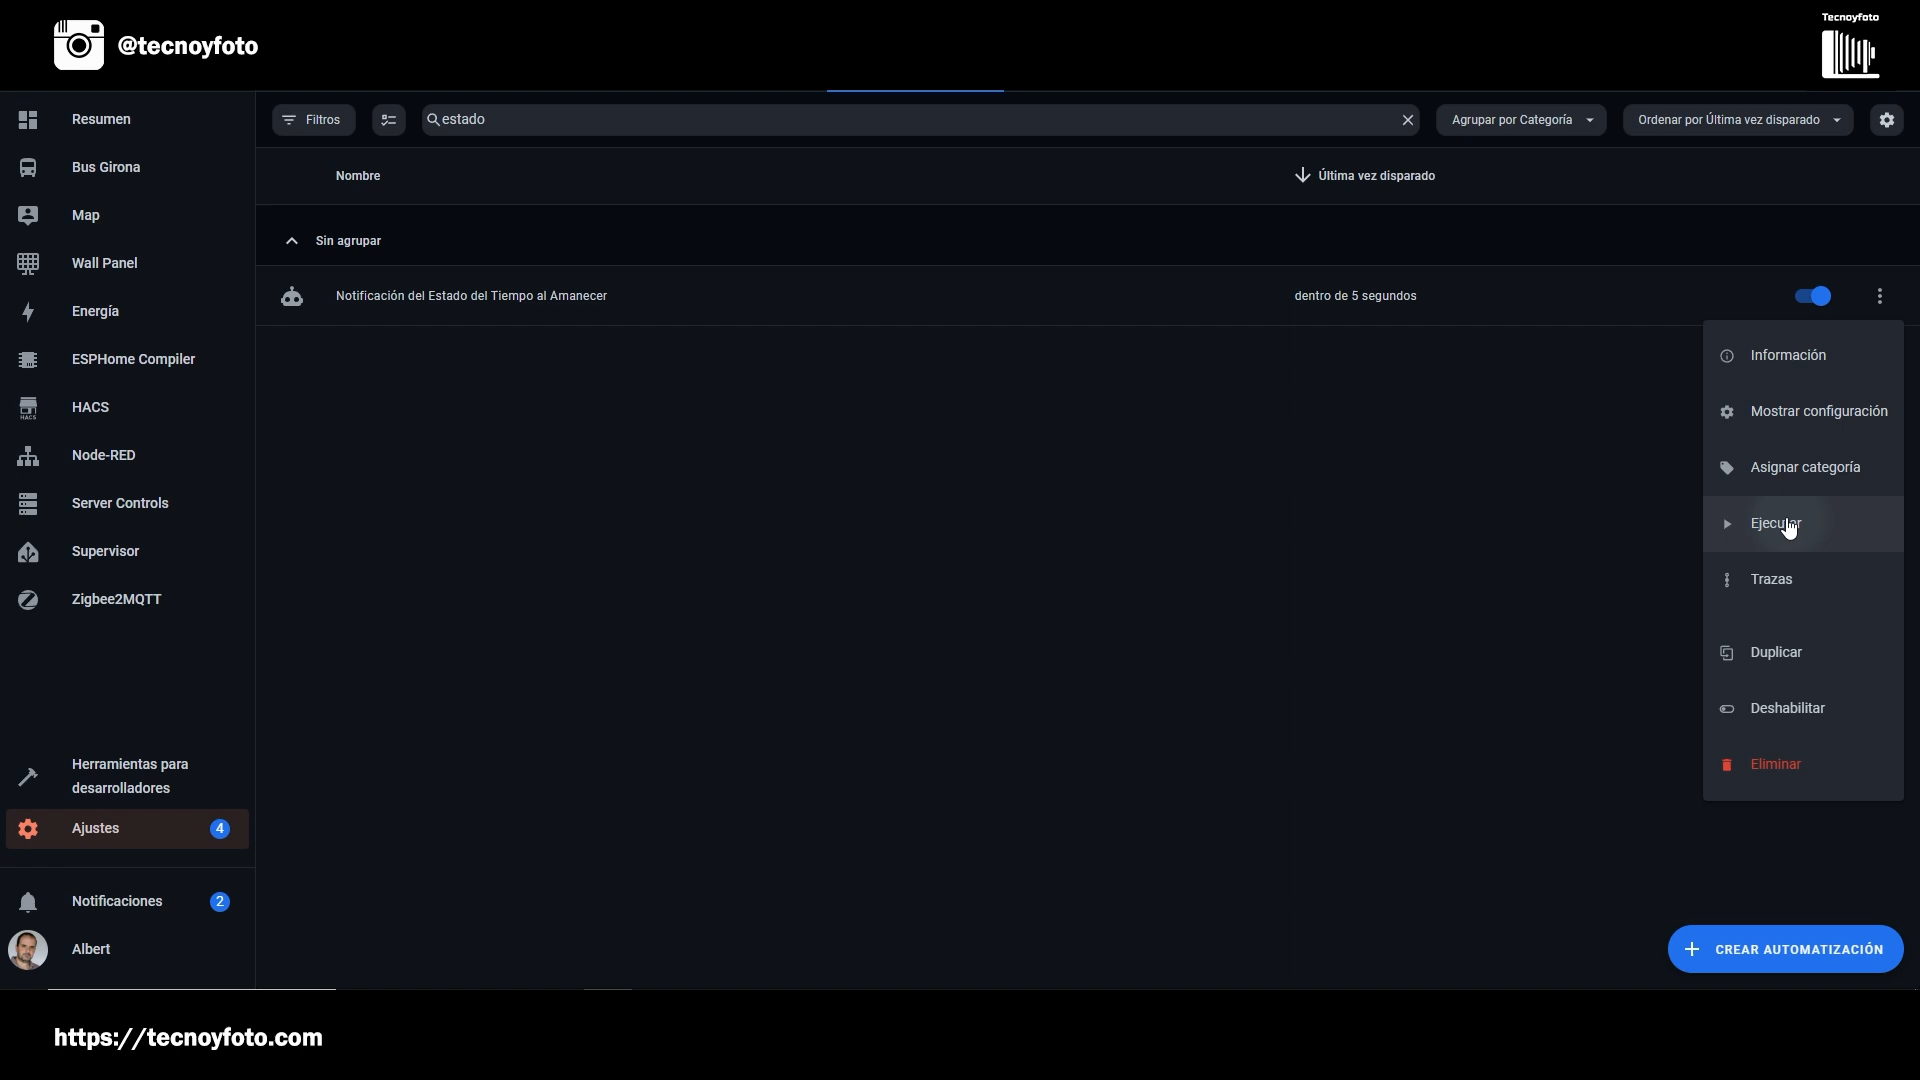 @tecnoyfoto
Tecnoyfoto
Resumen
Bus Girona
Map
Wall Panel
Energía
ESPHome Compiler
HACS
HACS
Node-RED
Server Controls
Supervisor
Zigbee2MQTT
Herramientas para
desarrolladores
Ajustes 4
Notificaciones 2
Albert
Filtros
estado
Agrupar por Categoría
Ordenar por Última vez disparado
Nombre
Última vez disparado
Sin agrupar
Notificación del Estado del Tiempo al Amanecer
dentro de 5 segundos
Información
Mostrar configuración
Asignar categoría
Ejecutar
Trazas
Duplicar
Deshabilitar
Eliminar
CREAR AUTOMATIZACIÓN
https://tecnoyfoto.com